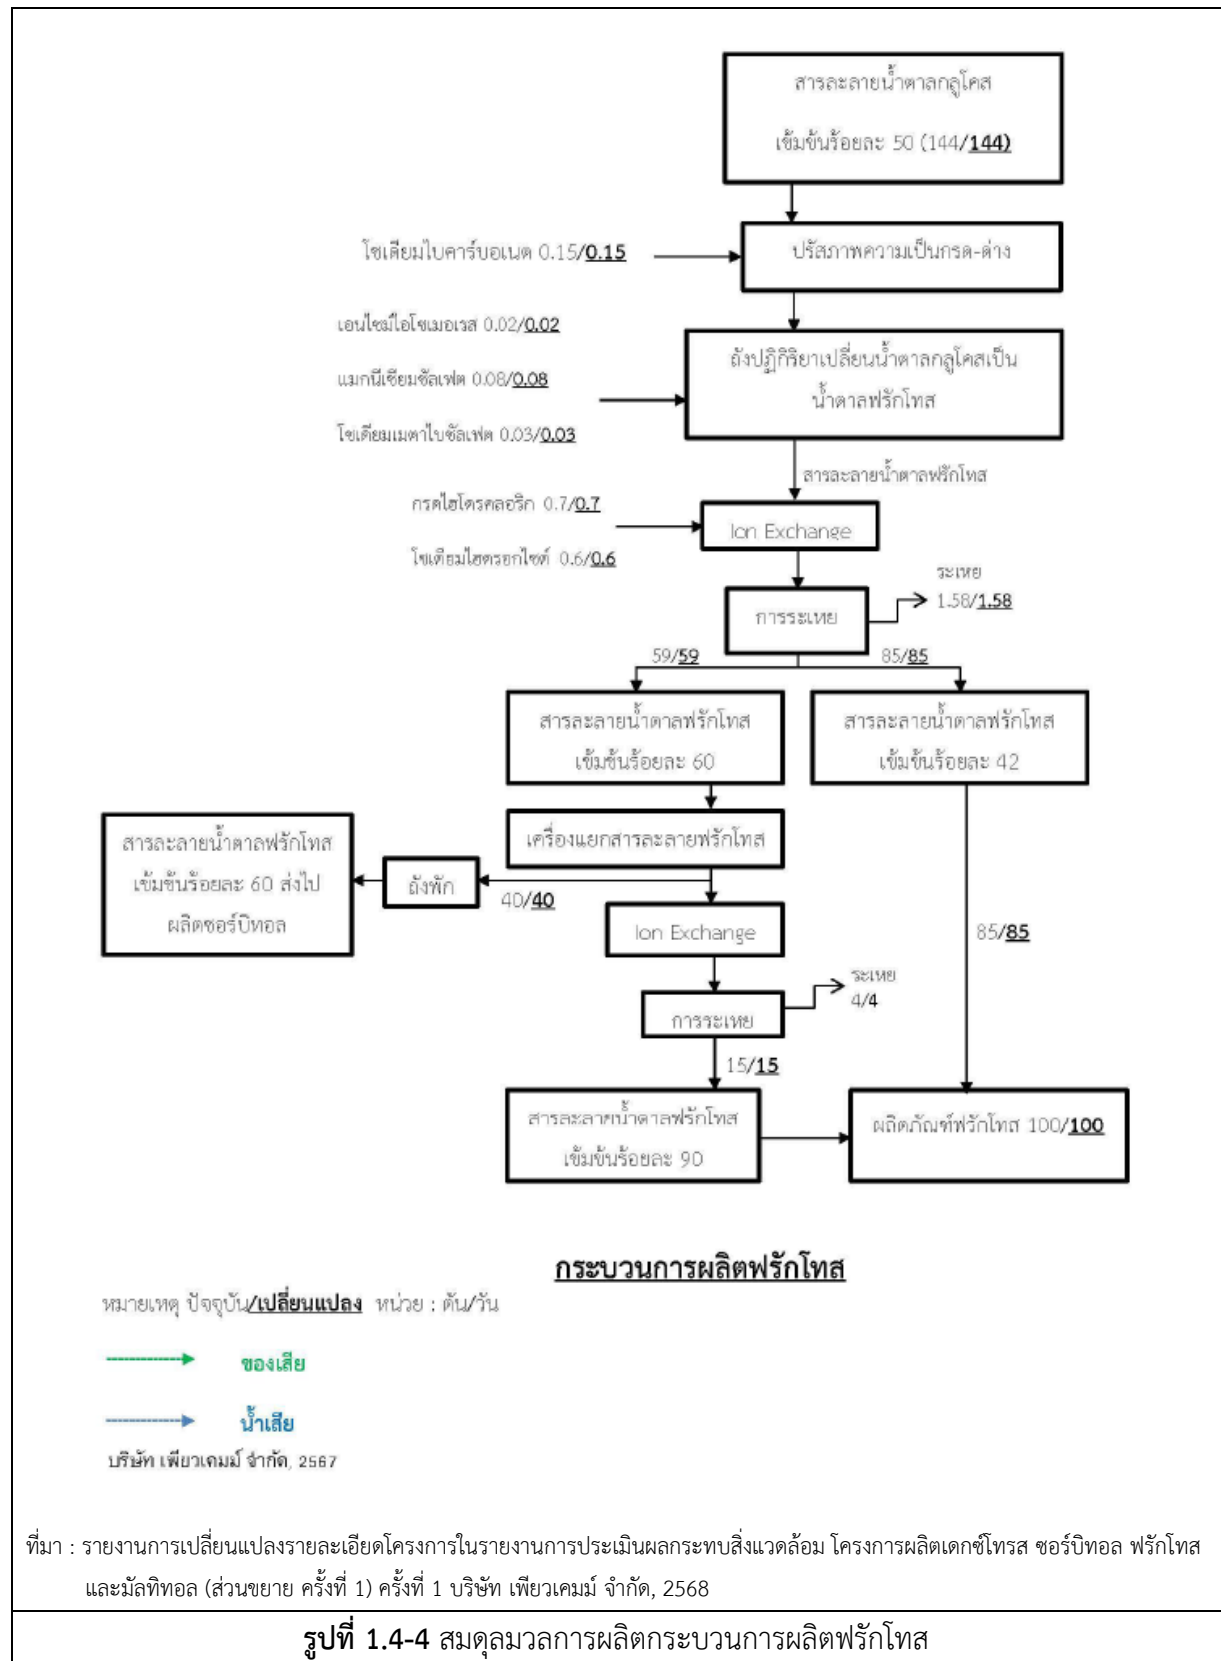 สารละลายน้ำตาลกลูโคส
เข้มข้นร้อยละ 50 (144/144)
โซเดียมไบคาร์บอเนต 0.15/0.15
ปรัสภาพความเป็นกรด-ด่าง
เอนไซม์ไอโซเมอเรส 0.02/0.02
แมกนีเซียมซัลเฟต 0.08/0.08
โซเดียมเมตาไบซัลเฟต 0.03/0.03
ถังปฏิกิริยาเปลี่ยนน้ำตาลกลูโคสเป็น
น้ำตาลฟรักโทส
สารละลายน้ำตาลฟรักโทส
กรดไฮโดรคลอริก 0.7/0.7
โซเดียมไฮดรอกไซด์ 0.6/0.6
Ion Exchange
การระเหย
ระเหย
1.58/1.58
59/59
85/85
สารละลายน้ำตาลฟรักโทส
เข้มข้นร้อยละ 60
สารละลายน้ำตาลฟรักโทส
เข้มข้นร้อยละ 42
เครื่องแยกสารละลายฟรักโทส
สารละลายน้ำตาลฟรักโทส
เข้มข้นร้อยละ 60 ส่งไป
ผลิตซอร์บิทอล
ถังพัก
40/40
Ion Exchange
85/85
การระเหย
ระเหย
4/4
15/15
สารละลายน้ำตาลฟรักโทส
เข้มข้นร้อยละ 90
ผลิตภัณฑ์ฟรักโทส 100/100
กระบวนการผลิตฟรักโทส
หมายเหตุ ปัจจุบัน/เปลี่ยนแปลง หน่วย : ตัน/วัน
ของเสีย
น้ำเสีย
บริษัท เพียวเคมม์ จำกัด, 2567
ที่มา : รายงานการเปลี่ยนแปลงรายละเอียดโครงการในรายงานการประเมินผลกระทบสิ่งแวดล้อม โครงการผลิตเดกซ์โทรส ซอร์บิทอล ฟรักโทส
และมัลทิทอล (ส่วนขยาย ครั้งที่ 1) ครั้งที่ 1 บริษัท เพียวเคมม์ จำกัด, 2568
รูปที่ 1.4-4 สมดุลมวลการผลิตกระบวนการผลิตฟรักโทส